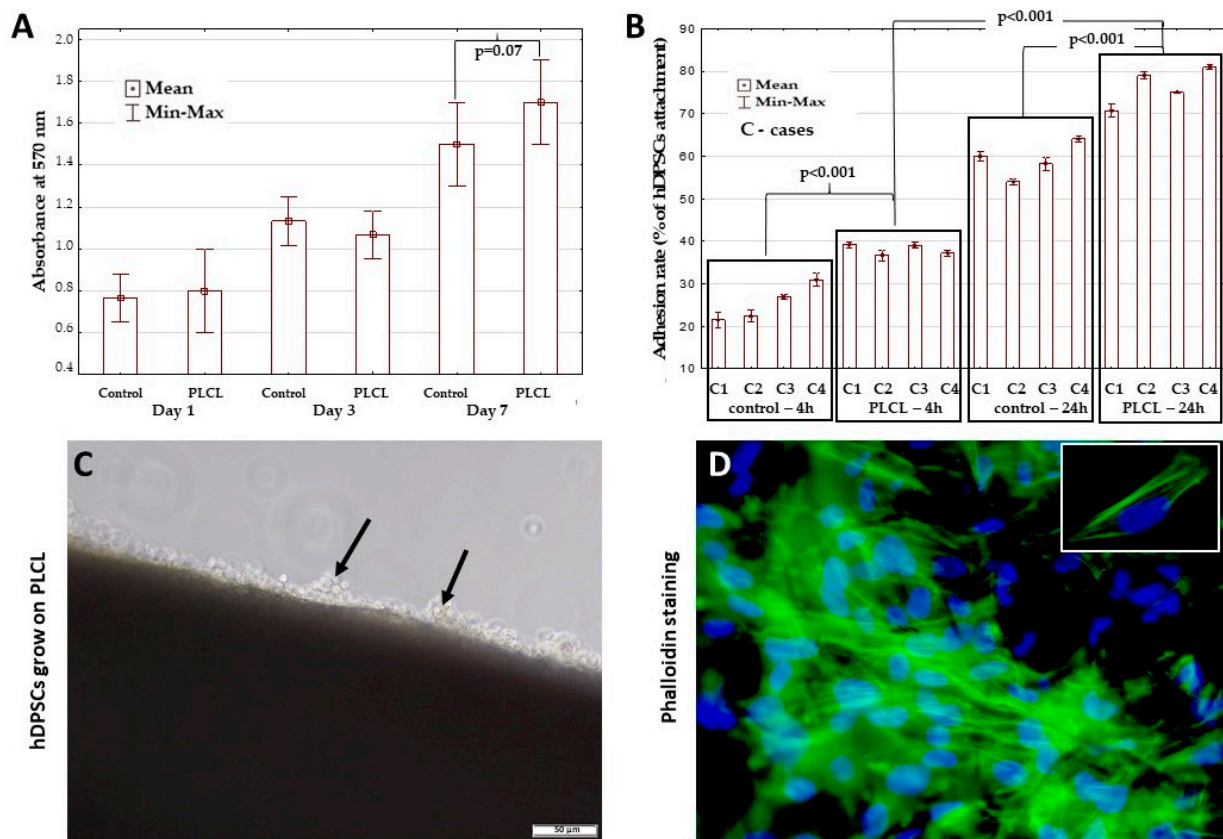 A
Absorbance at 570 nm
2.0
1.8
1.6
1.4
1.2
1.0
0.8
0.6
0.4
Mean
Min-Max
p=0.07
Control PLCL Control PLCL Control PLCL
Day 1 Day 3 Day 7
B
Adhesion rate (% of hDPSCs attachment)
90
80
70
60
50
40
30
20
10
Mean
Min-Max
C - cases
p<0.001
p<0.001
p<0.001
C1 C2 C3 C4 C1 C2 C3 C4 C1 C2 C3 C4 C1 C2 C3 C4
control – 4h PLCL – 4h control – 24h PLCL – 24h
C
hDPSCs grow on PLCL
50 µm
D
Phalloidin staining